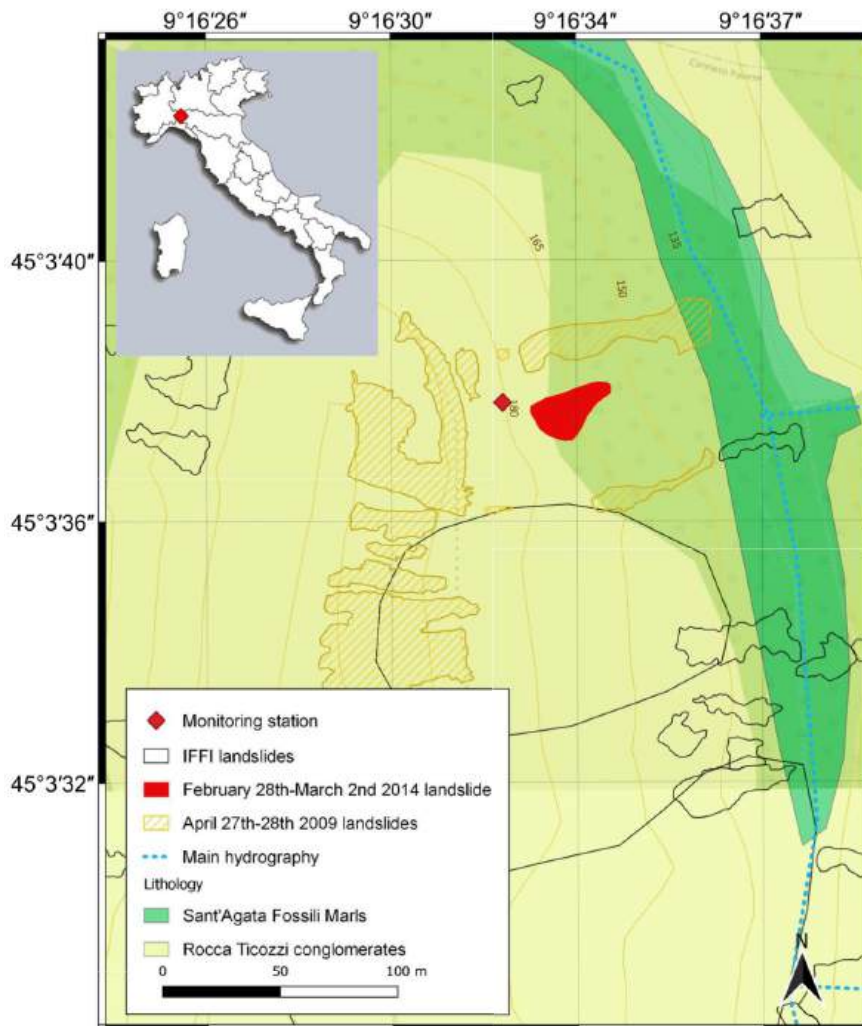 9°16'26"
9°16'30"
9°16'34"
9°16'37"
45°3'40"
165
135
150
180
45°3'36"
45°3'32"
Monitoring station
IFFI landslides
February 28th-March 2nd 2014 landslide
April 27th-28th 2009 landslides
Main hydrography
Lithology
Sant'Agata Fossili Marls
Rocca Ticozzi conglomerates
0 50 100 m
N